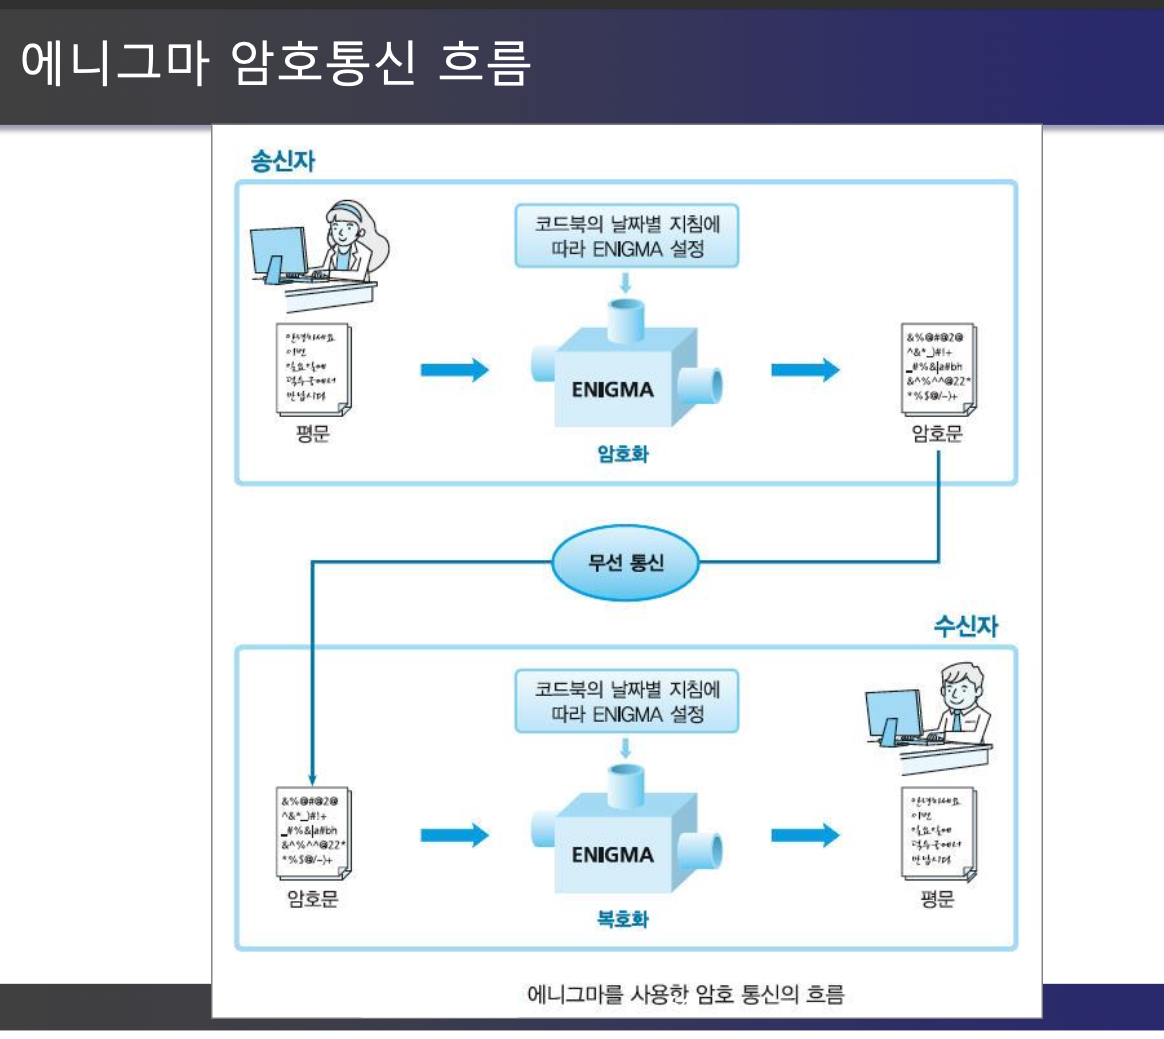 에니그마 암호통신 흐름
송신자
코드북의 날짜별 지침에
따라 ENIGMA 설정
안녕하세요
이번
일요일에
덕수궁에서
만납시다
평문
ENIGMA
암호화
&%@#@2@
^&*_)#!+
_#%&|a#bh
&^%^^@22*
*%$@/-)+
암호문
무선 통신
수신자
코드북의 날짜별 지침에
따라 ENIGMA 설정
&%@#@2@
^&*_)#!+
_#%&|a#bh
&^%^^@22*
*%$@/-)+
암호문
ENIGMA
복호화
안녕하세요
이번
일요일에
덕수궁에서
만납시다
평문
에니그마를 사용한 암호 통신의 흐름